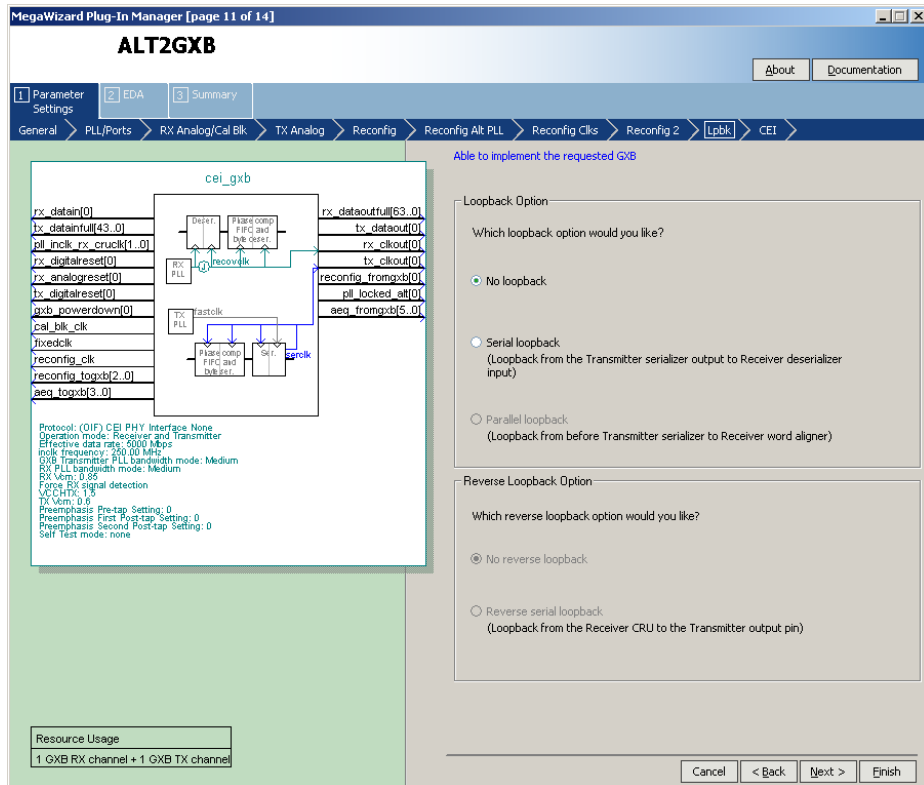 MegaWizard Plug-In Manager [page 11 of 14]
ALT2GXB
About
Documentation
1 Parameter Settings
2 EDA
3 Summary
General
PLL/Ports
RX Analog/Cal Blk
TX Analog
Reconfig
Reconfig Alt PLL
Reconfig Clks
Reconfig 2
Lpbk
CEI
cei_gxb
rx_datain[0]
tx_datainfull[43..0]
pll_inclk_rx_cruclk[1..0]
rx_digitalreset[0]
rx_analogreset[0]
tx_digitalreset[0]
gxb_powerdown[0]
cal_blk_clk
fixedclk
reconfig_clk
reconfig_togxb[2..0]
aeq_togxb[3..0]
rx_dataoutfull[63..0]
tx_dataout[0]
rx_clkout[0]
tx_clkout[0]
reconfig_fromgxb[0]
pll_locked_alt[0]
aeq_fromgxb[5..0]
Deser.
Phase comp
FIFO and
byte deser.
RX
PLL
recovclk
TX
PLL
fastclk
Phase comp
FIFO and
byte ser.
Ser.
serclk
Protocol: (OIF) CEI PHY Interface None
Operation mode: Receiver and Transmitter
Effective data rate: 5000 Mbps
inclk frequency: 250.00 MHz
GXB Transmitter PLL bandwidth mode: Medium
RX PLL bandwidth mode: Medium
RX Vcm: 0.85
Force RX signal detection
VCCHTX: 1.5
TX Vcm: 0.6
Preemphasis Pre-tap Setting: 0
Preemphasis First Post-tap Setting: 0
Preemphasis Second Post-tap Setting: 0
Self Test mode: none
Resource Usage
1 GXB RX channel + 1 GXB TX channel
Able to implement the requested GXB
Loopback Option
Which loopback option would you like?
No loopback
Serial loopback
(Loopback from the Transmitter serializer output to Receiver deserializer
input)
Parallel loopback
(Loopback from before Transmitter serializer to Receiver word aligner)
Reverse Loopback Option
Which reverse loopback option would you like?
No reverse loopback
Reverse serial loopback
(Loopback from the Receiver CRU to the Transmitter output pin)
Cancel
< Back
Next >
Finish